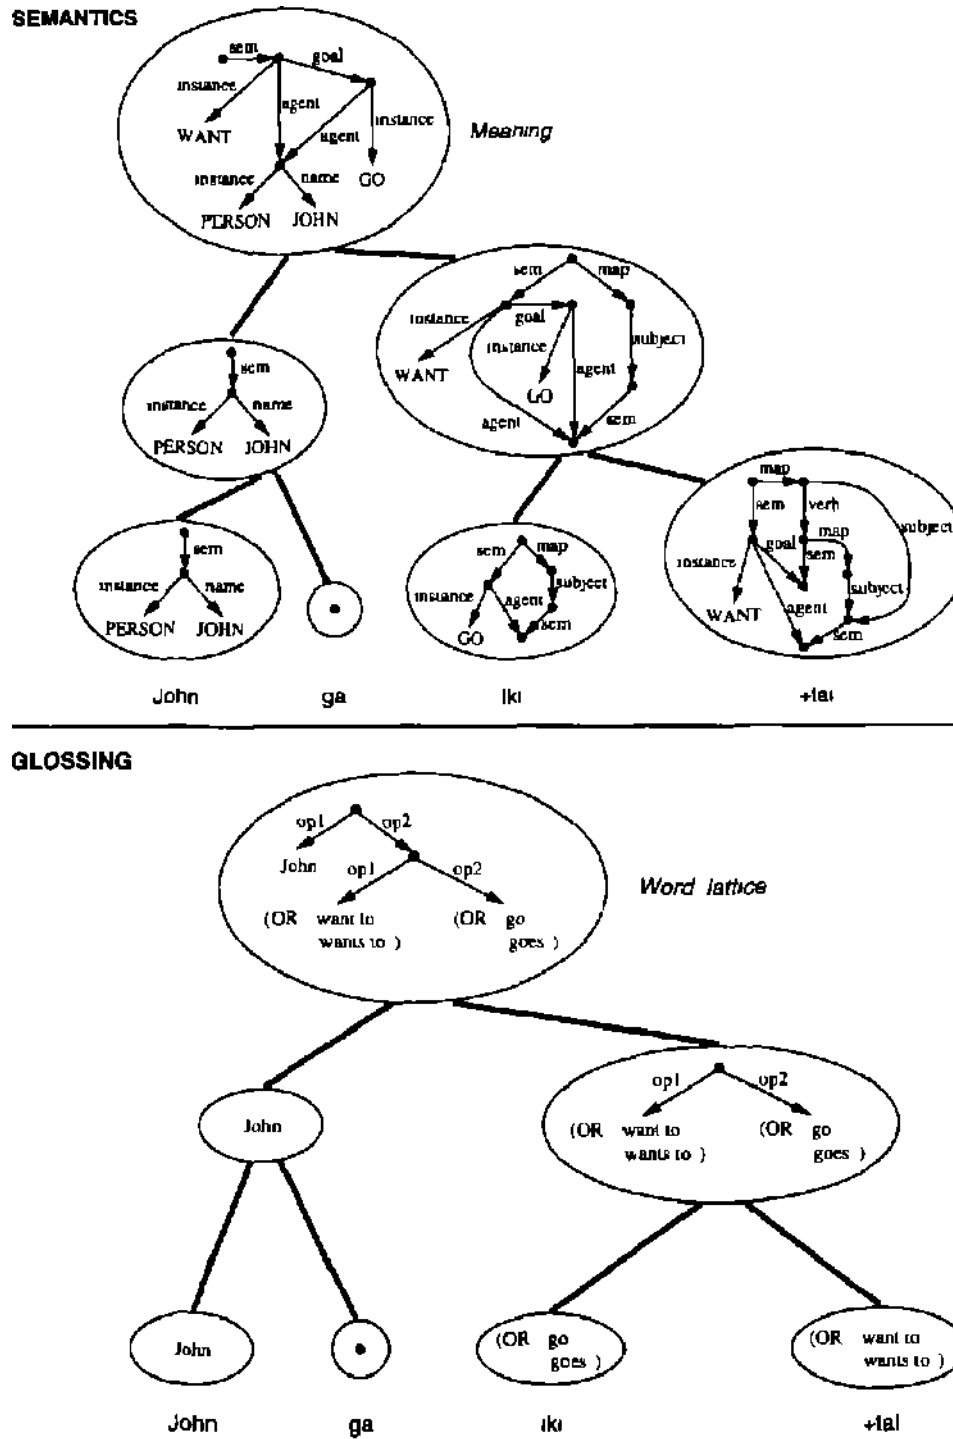 SEMANTICS
sem
goal
instance
agent
agent
instance
WANT
GO
Meaning
instance
name
PERSON JOHN
sem
map
instance
goal
subject
instance
WANT
agent
GO
agent
sem
sem
instance
name
PERSON JOHN
map
sem
verb
subject
goal
map
sem
instance
subject
WANT
agent
sem
sem
instance
name
PERSON JOHN
sem
map
instance
subject
agent
sem
GO
John ga iki +tai
GLOSSING
op1
op2
John
op1
op2
(OR want to
wants to )
(OR go
goes )
Word lattice
John
op1
op2
(OR want to
wants to )
(OR go
goes )
John
(OR go
goes )
(OR want to
wants to )
John ga iki +tai